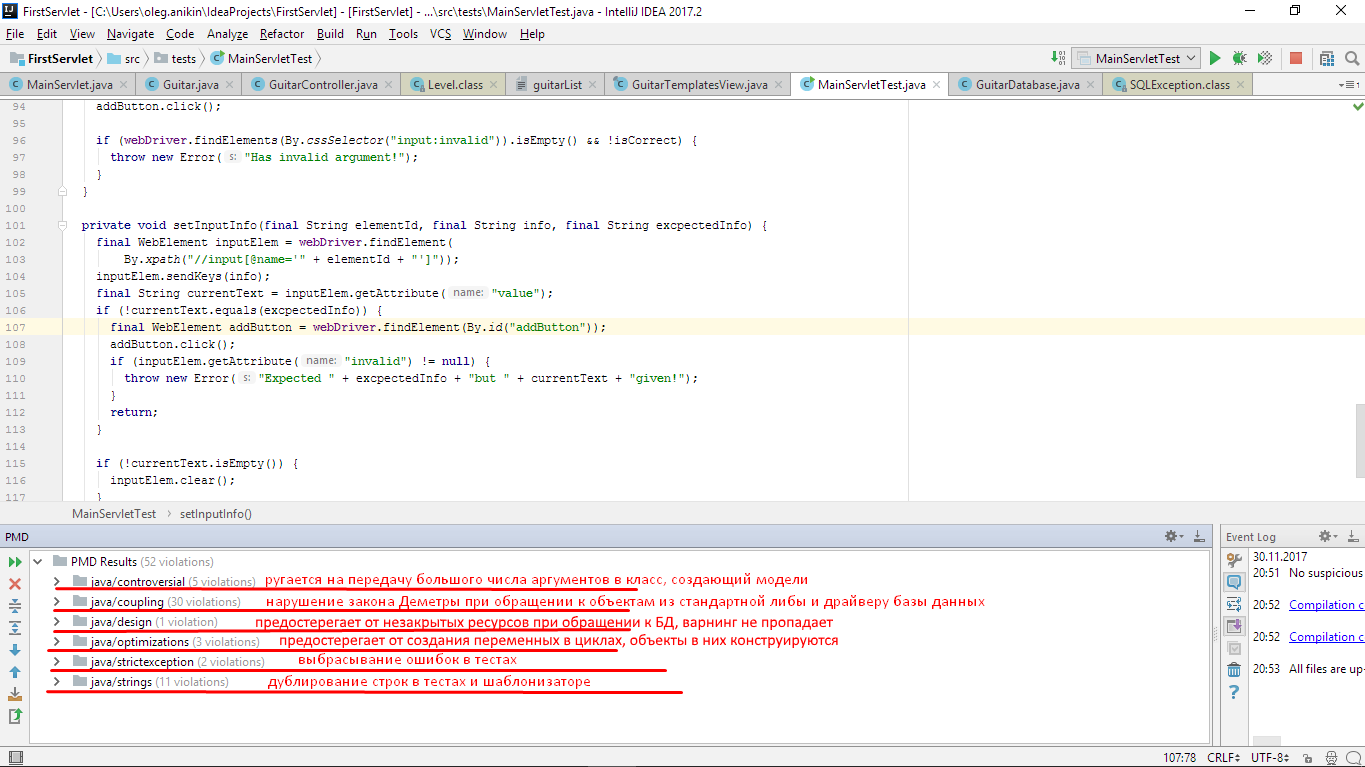 FirstServlet - [C:\Users\oleg.anikin\IdeaProjects\FirstServlet] - [FirstServlet] - ...\src\tests\MainServletTest.java - IntelliJ IDEA 2017.2
File Edit View Navigate Code Analyze Refactor Build Run Tools VCS Window Help
FirstServlet src tests MainServletTest MainServletTest
MainServlet.java Guitar.java GuitarController.java Level.class guitarList GuitarTemplatesView.java MainServletTest.java GuitarDatabase.java SQLException.class
94 addButton.click();
95
96 if (webDriver.findElements(By.cssSelector("input:invalid")).isEmpty() && !isCorrect) {
97 throw new Error( s: "Has invalid argument!");
98 }
99 }
100
101 private void setInputInfo(final String elementId, final String info, final String excpectedInfo) {
102 final WebElement inputElem = webDriver.findElement(
103 By.xpath("//input[@name='" + elementId + "']"));
104 inputElem.sendKeys(info);
105 final String currentText = inputElem.getAttribute( name: "value");
106 if (!currentText.equals(excpectedInfo)) {
107 final WebElement addButton = webDriver.findElement(By.id("addButton"));
108 addButton.click();
109 if (inputElem.getAttribute( name: "invalid") != null) {
110 throw new Error( s: "Expected " + excpectedInfo + "but " + currentText + "given!");
111 }
112 return;
113 }
114
115 if (!currentText.isEmpty()) {
116 inputElem.clear();
117 }
MainServletTest setInputInfo()
PMD
PMD Results (52 violations)
java/controversial (5 violations) ругается на передачу большого числа аргументов в класс, создающий модели
java/coupling (30 violations) нарушение закона Деметры при обращении к объектам из стандартной либы и драйверу базы данных
java/design (1 violation) предостерегает от незакрытых ресурсов при обращении к БД, варнинг не пропадает
java/optimizations (3 violations) предостерегает от создания переменных в циклах, объекты в них конструируются
java/strictexception (2 violations) выбрасывание ошибок в тестах
java/strings (11 violations) дублирование строк в тестах и шаблонизаторе
Event Log
30.11.2017
20:51 No suspicious
20:52 Compilation c
20:52 Compilation c
20:53 All files are up-
107:78 CRLF UTF-8